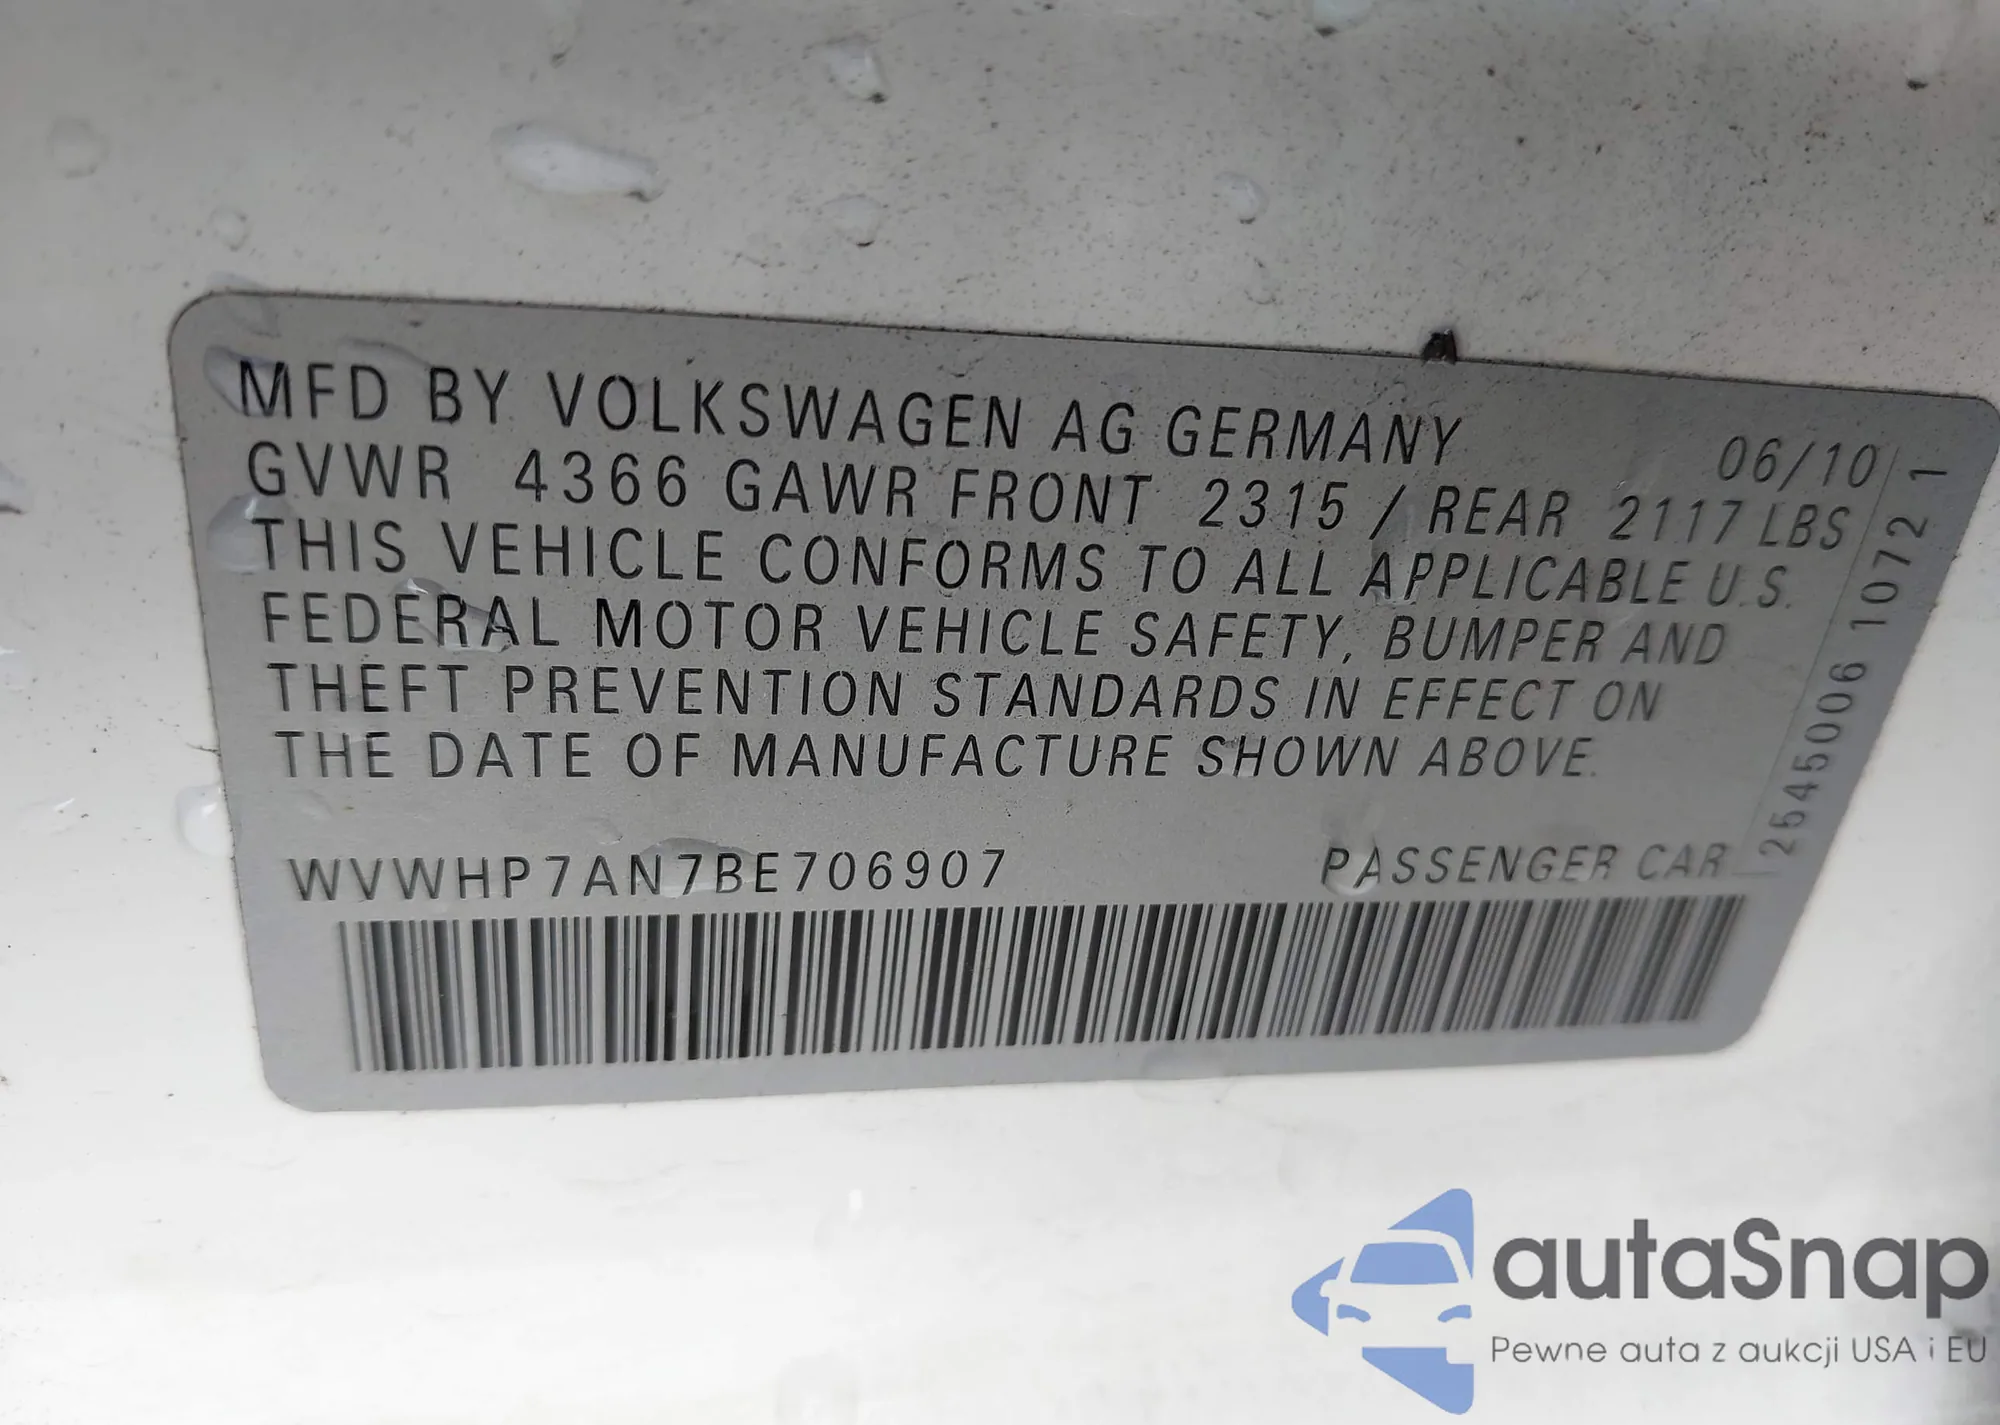 MFD BY VOLKSWAGEN AG GERMANY 06/10
GVWR 4366 GAWR FRONT 2315 / REAR 2117 LBS
THIS VEHICLE CONFORMS TO ALL APPLICABLE U.S.
FEDERAL MOTOR VEHICLE SAFETY, BUMPER AND
THEFT PREVENTION STANDARDS IN EFFECT ON
THE DATE OF MANUFACTURE SHOWN ABOVE.
WVWHP7AN7BE706907 PASSENGER CAR
2545006 1072 1
autaSnap
Pewne auta z aukcji USA i EU